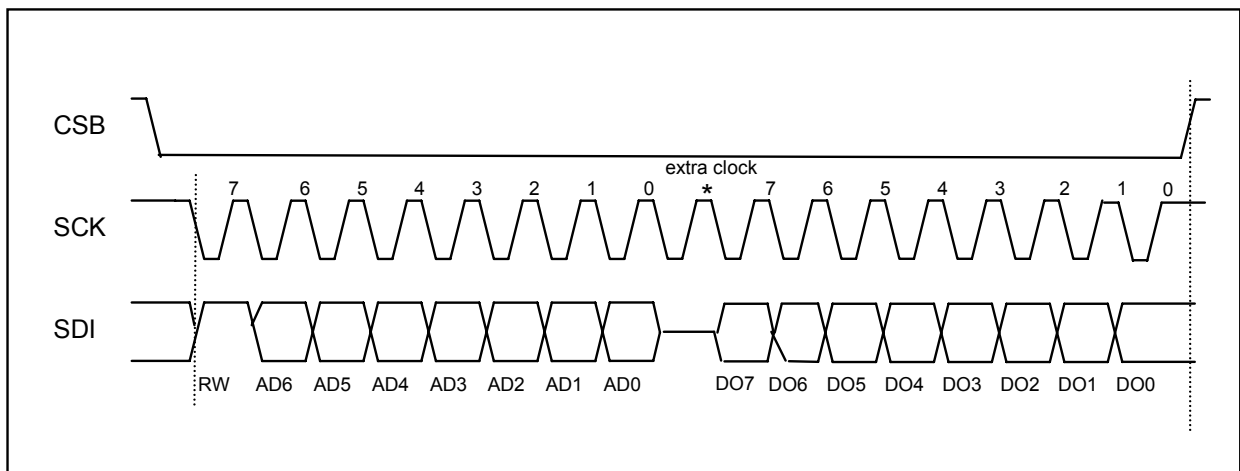 CSB
extra clock
7 6 5 4 3 2 1 0 * 7 6 5 4 3 2 1 0
SCK
SDI
RW AD6 AD5 AD4 AD3 AD2 AD1 AD0 DO7 DO6 DO5 DO4 DO3 DO2 DO1 DO0